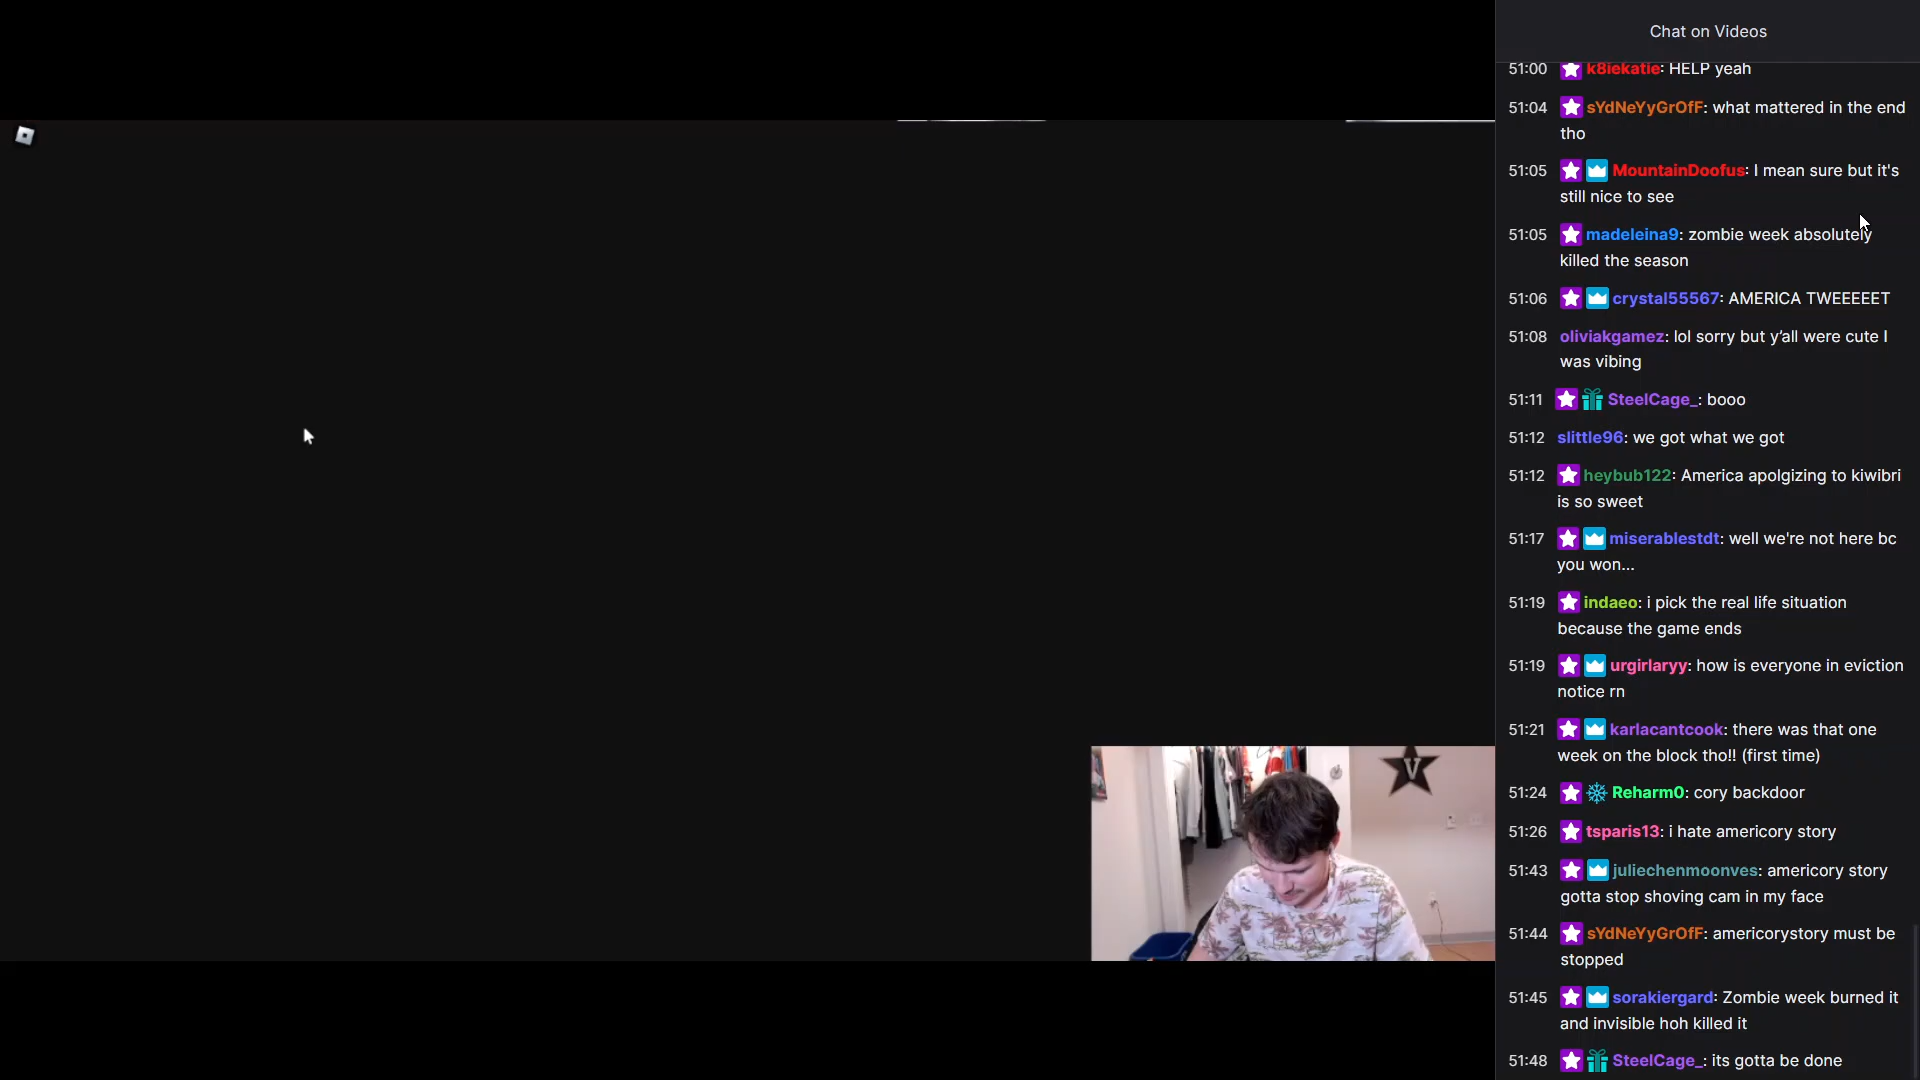 Chat on Videos
51:00 k8iekatie: HELP yeah
51:04 sYdNeYyGrOfF: what mattered in the end
tho
51:05 MountainDoofus: I mean sure but it's
still nice to see
51:05 madeleina9: zombie week absolutely
killed the season
51:06 crystal55567: AMERICA TWEEEEET
51:08 oliviakgamez: lol sorry but y'all were cute I
was vibing
51:11 SteelCage_: booo
51:12 slittle96: we got what we got
51:12 heybub122: America apolgizing to kiwibri
is so sweet
51:17 miserablestdt: well we're not here bc
you won...
51:19 indaeo: i pick the real life situation
because the game ends
51:19 urgirlaryy: how is everyone in eviction
notice rn
51:21 karlacantcook: there was that one
week on the block tho!! (first time)
51:24 Reharm0: cory backdoor
51:26 tsparis13: i hate americory story
51:43 juliechenmoonves: americory story
gotta stop shoving cam in my face
51:44 sYdNeYyGrOfF: americorystory must be
stopped
51:45 sorakiergard: Zombie week burned it
and invisible hoh killed it
51:48 SteelCage_: its gotta be done
V